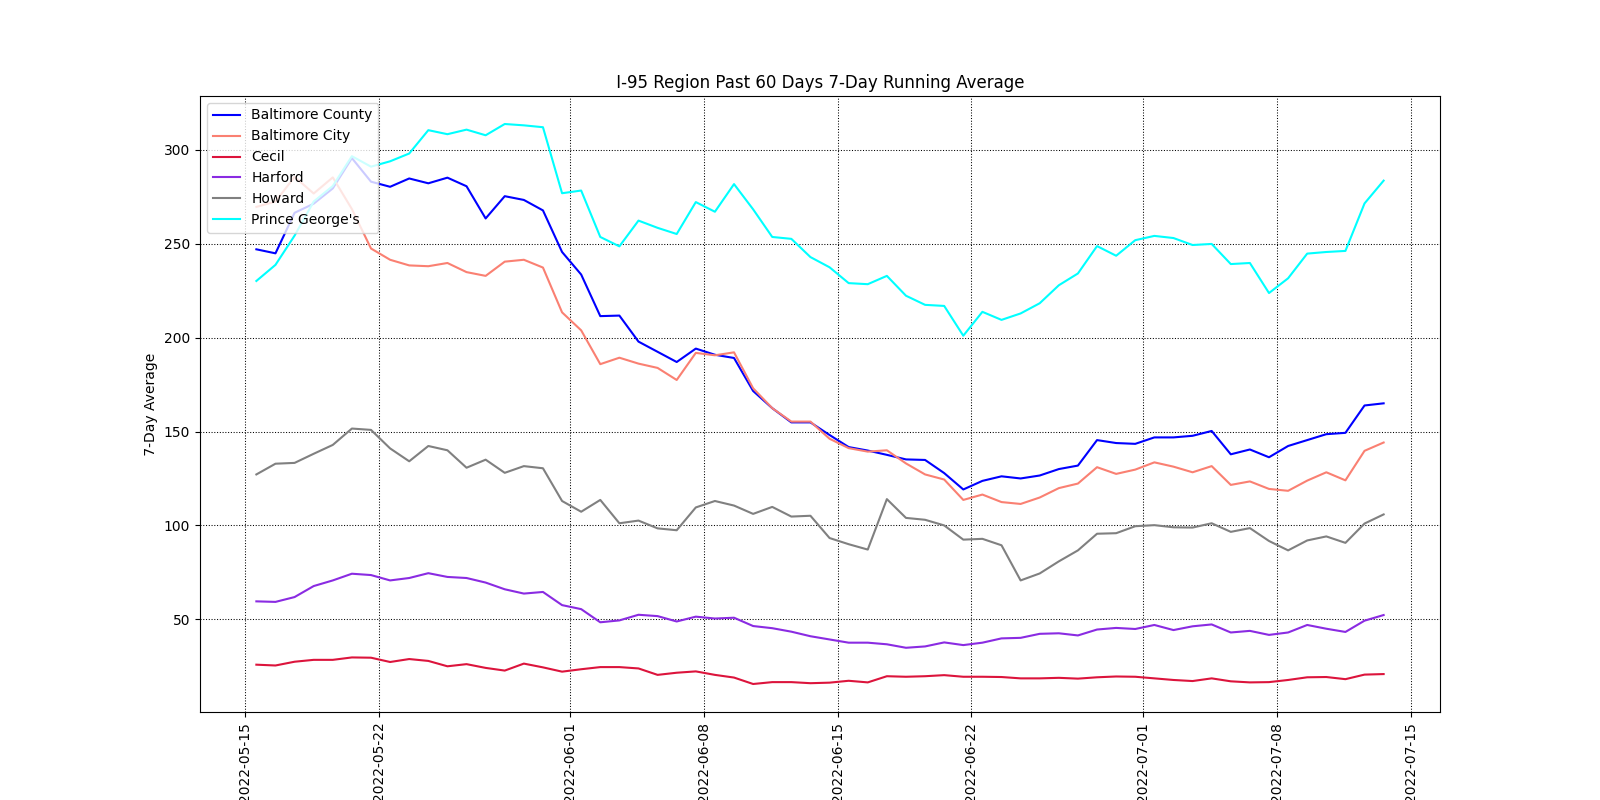 I-95 Region Past 60 Days 7-Day Running Average
Baltimore County
Baltimore City
Cecil
Harford
Howard
Prince George's
300
250
200
150
100
50
7-Day Average
2022-05-15
2022-05-22
2022-06-01
2022-06-08
2022-06-15
2022-06-22
2022-07-01
2022-07-08
2022-07-15